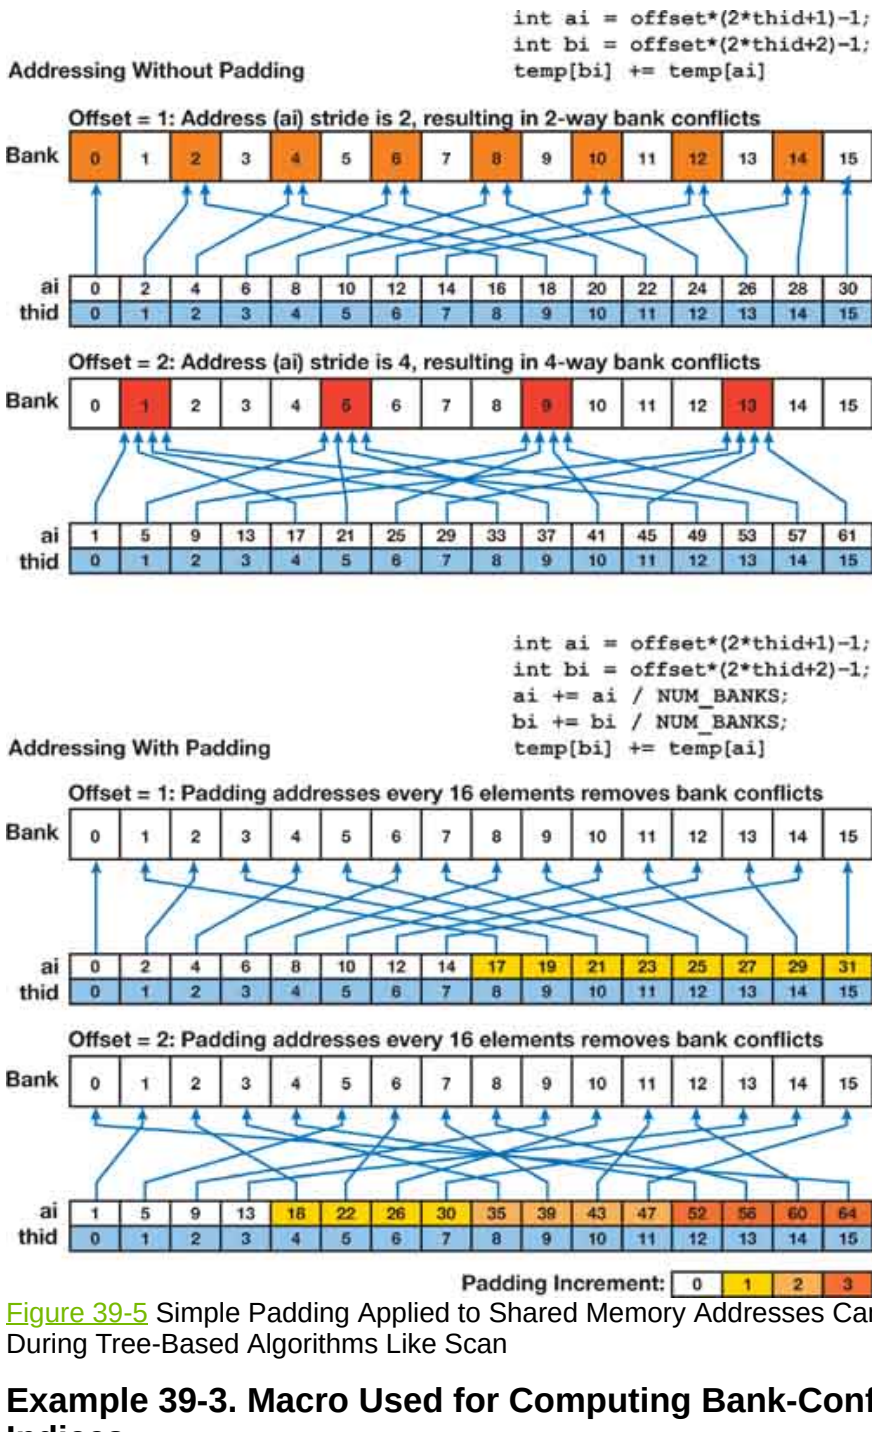 int ai = offset*(2*thid+1)-1;
int bi = offset*(2*thid+2)-1;
Addressing Without Padding temp[bi] += temp[ai]
Offset = 1: Address (ai) stride is 2, resulting in 2-way bank conflicts
Bank 0 1 2 3 4 5 6 7 8 9 10 11 12 13 14 15
ai 0 2 4 6 8 10 12 14 16 18 20 22 24 26 28 30
thid 0 1 2 3 4 5 6 7 8 9 10 11 12 13 14 15
Offset = 2: Address (ai) stride is 4, resulting in 4-way bank conflicts
Bank 0 1 2 3 4 5 6 7 8 9 10 11 12 13 14 15
ai 1 5 9 13 17 21 25 29 33 37 41 45 49 53 57 61
thid 0 1 2 3 4 5 6 7 8 9 10 11 12 13 14 15
int ai = offset*(2*thid+1)-1;
int bi = offset*(2*thid+2)-1;
ai += ai / NUM_BANKS;
bi += bi / NUM_BANKS;
Addressing With Padding temp[bi] += temp[ai]
Offset = 1: Padding addresses every 16 elements removes bank conflicts
Bank 0 1 2 3 4 5 6 7 8 9 10 11 12 13 14 15
ai 0 2 4 6 8 10 12 14 17 19 21 23 25 27 29 31
thid 0 1 2 3 4 5 6 7 8 9 10 11 12 13 14 15
Offset = 2: Padding addresses every 16 elements removes bank conflicts
Bank 0 1 2 3 4 5 6 7 8 9 10 11 12 13 14 15
ai 1 5 9 13 18 22 26 30 35 39 43 47 52 56 60 64
thid 0 1 2 3 4 5 6 7 8 9 10 11 12 13 14 15
Padding Increment: 0 1 2 3
Figure 39-5 Simple Padding Applied to Shared Memory Addresses Ca
During Tree-Based Algorithms Like Scan
Example 39-3. Macro Used for Computing Bank-Conf